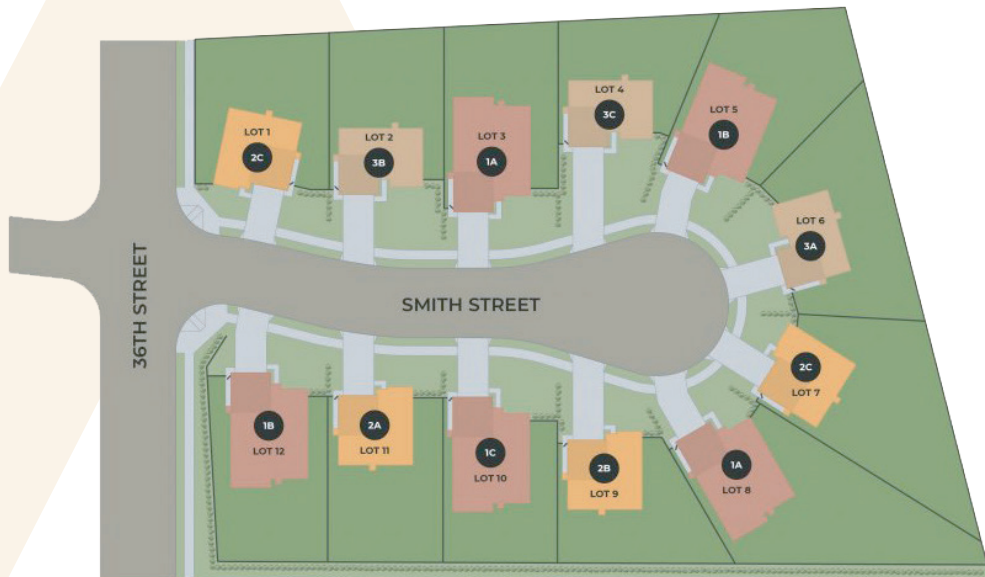 LOT 1
2C
LOT 2
3B
LOT 3
1A
LOT 4
3C
LOT 5
1B
LOT 6
3A
36TH STREET
SMITH STREET
2C
LOT 7
1B
LOT 12
2A
LOT 11
1C
LOT 10
2B
LOT 9
1A
LOT 8